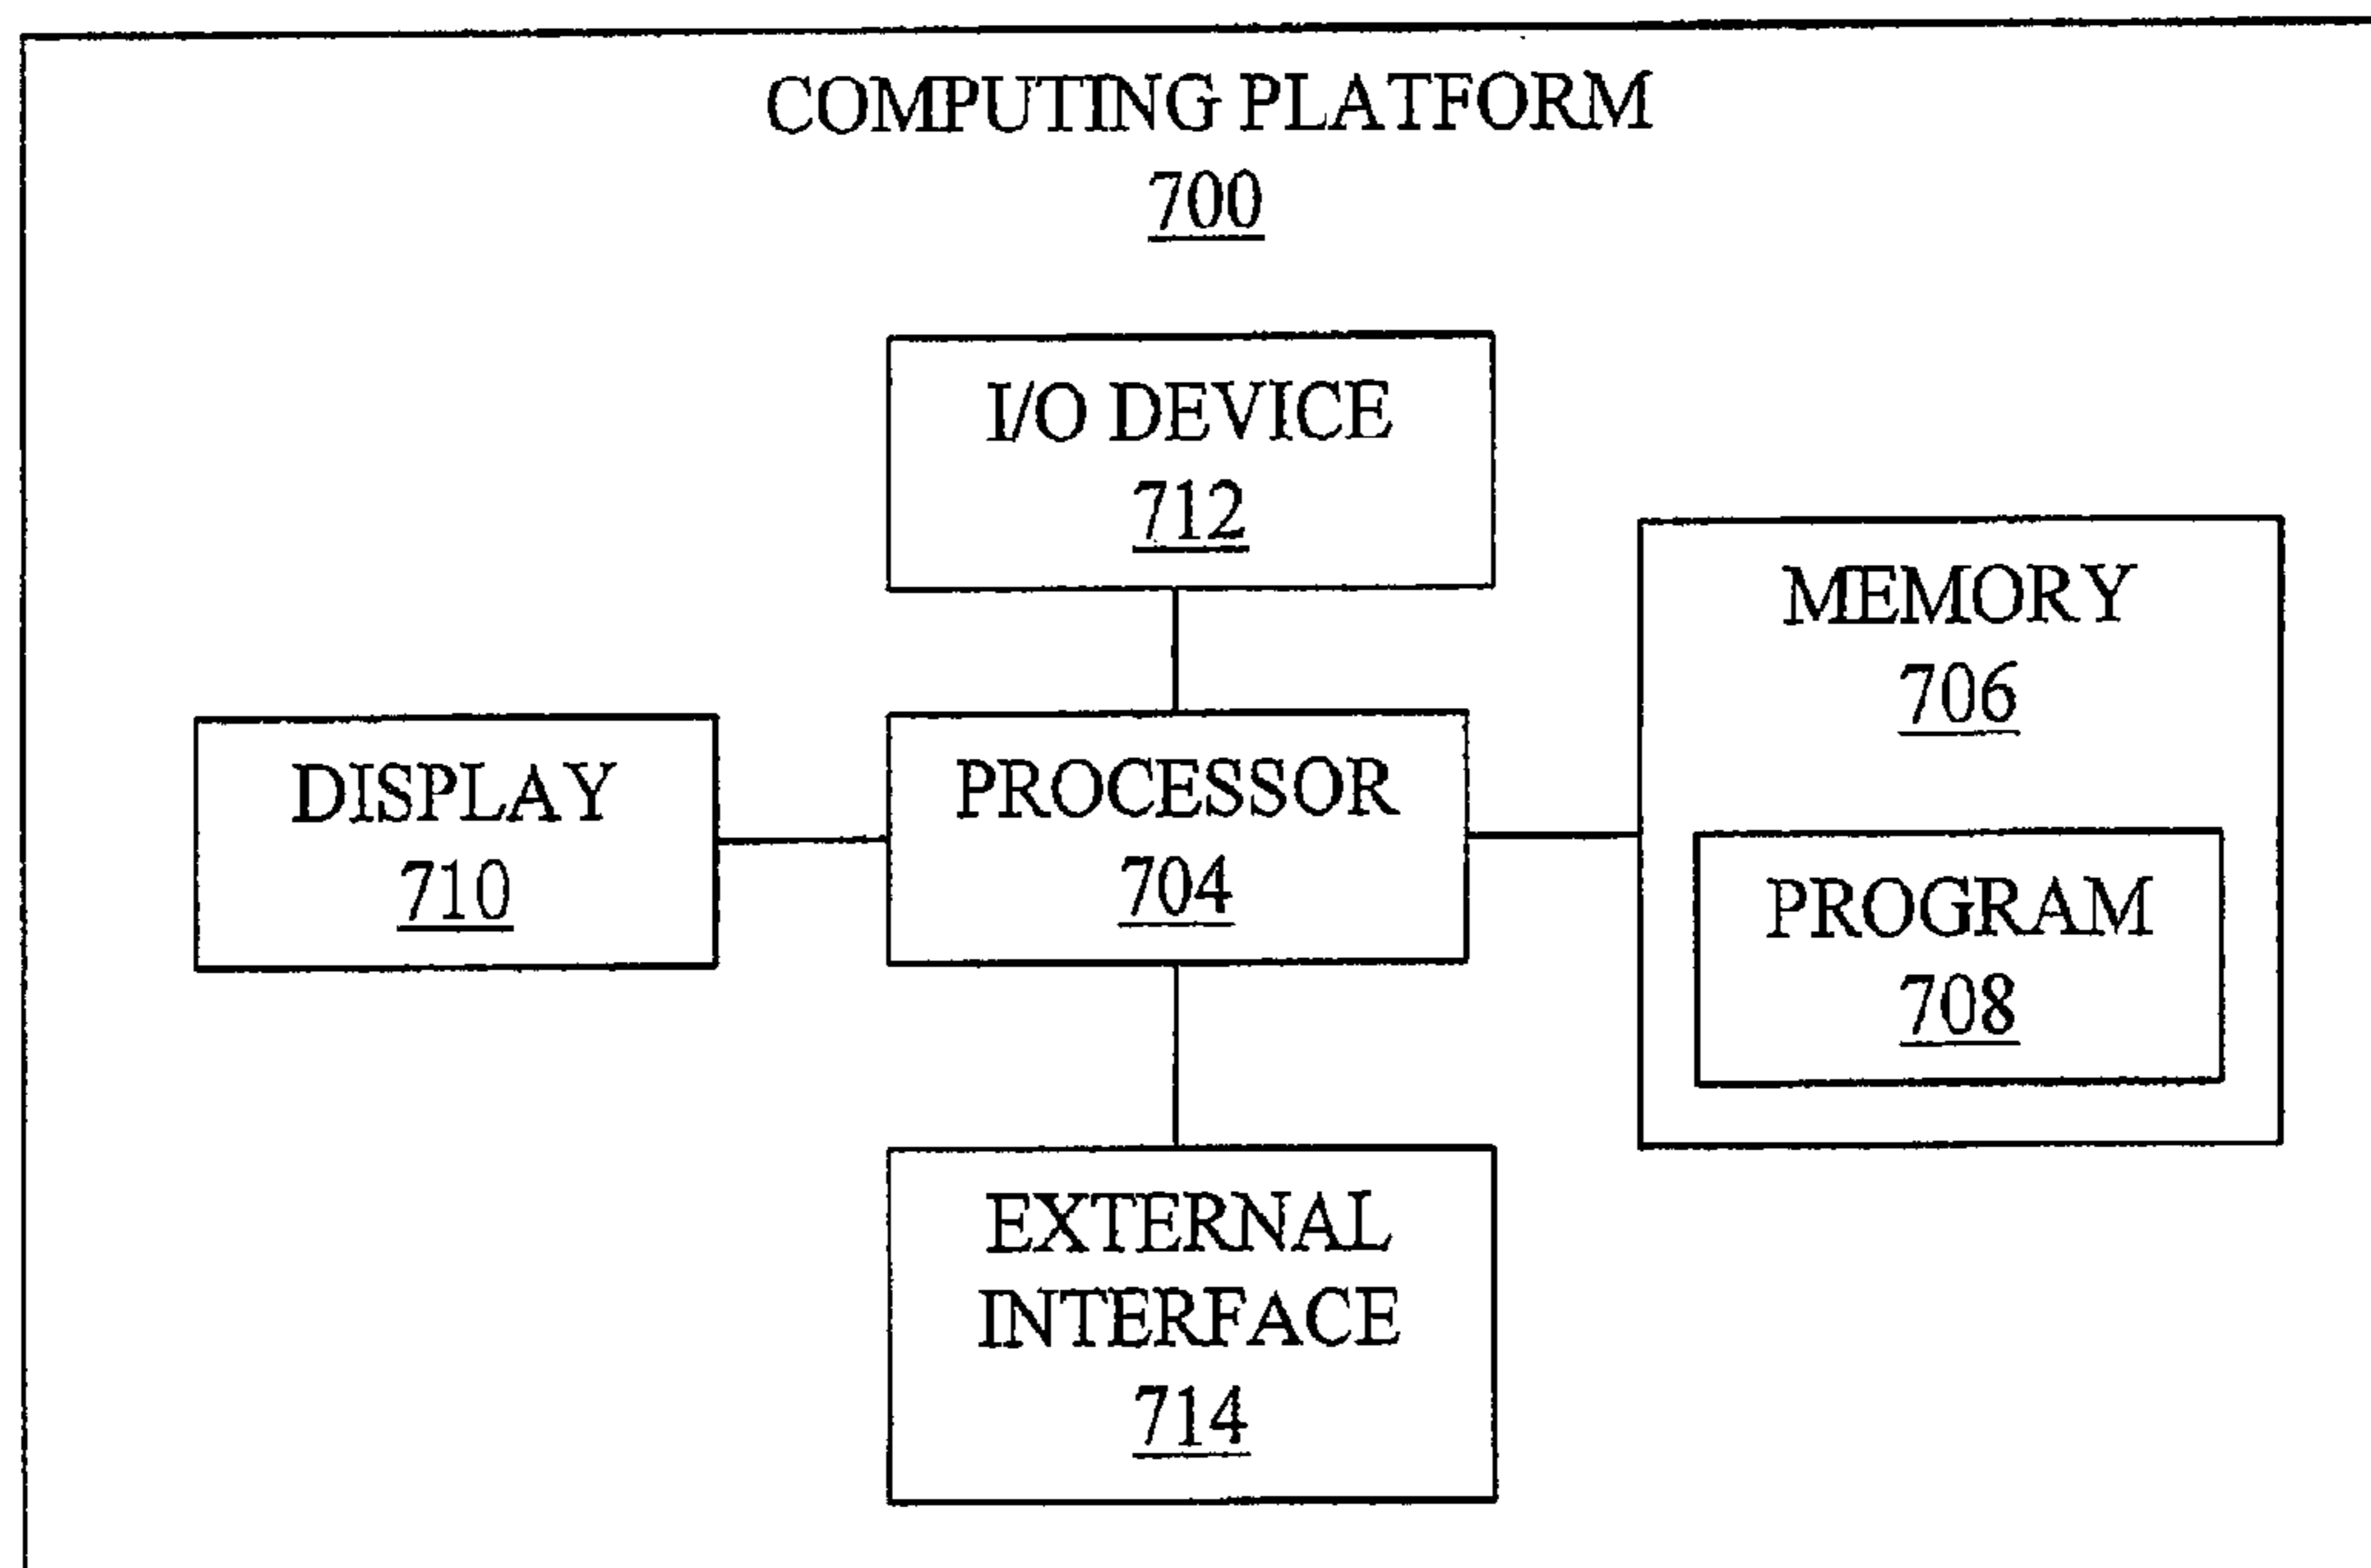 COMPUTING PLATFORM
700
I/O DEVICE
712
MEMORY
706
DISPLAY
710
PROCESSOR
704
PROGRAM
708
EXTERNAL
INTERFACE
714